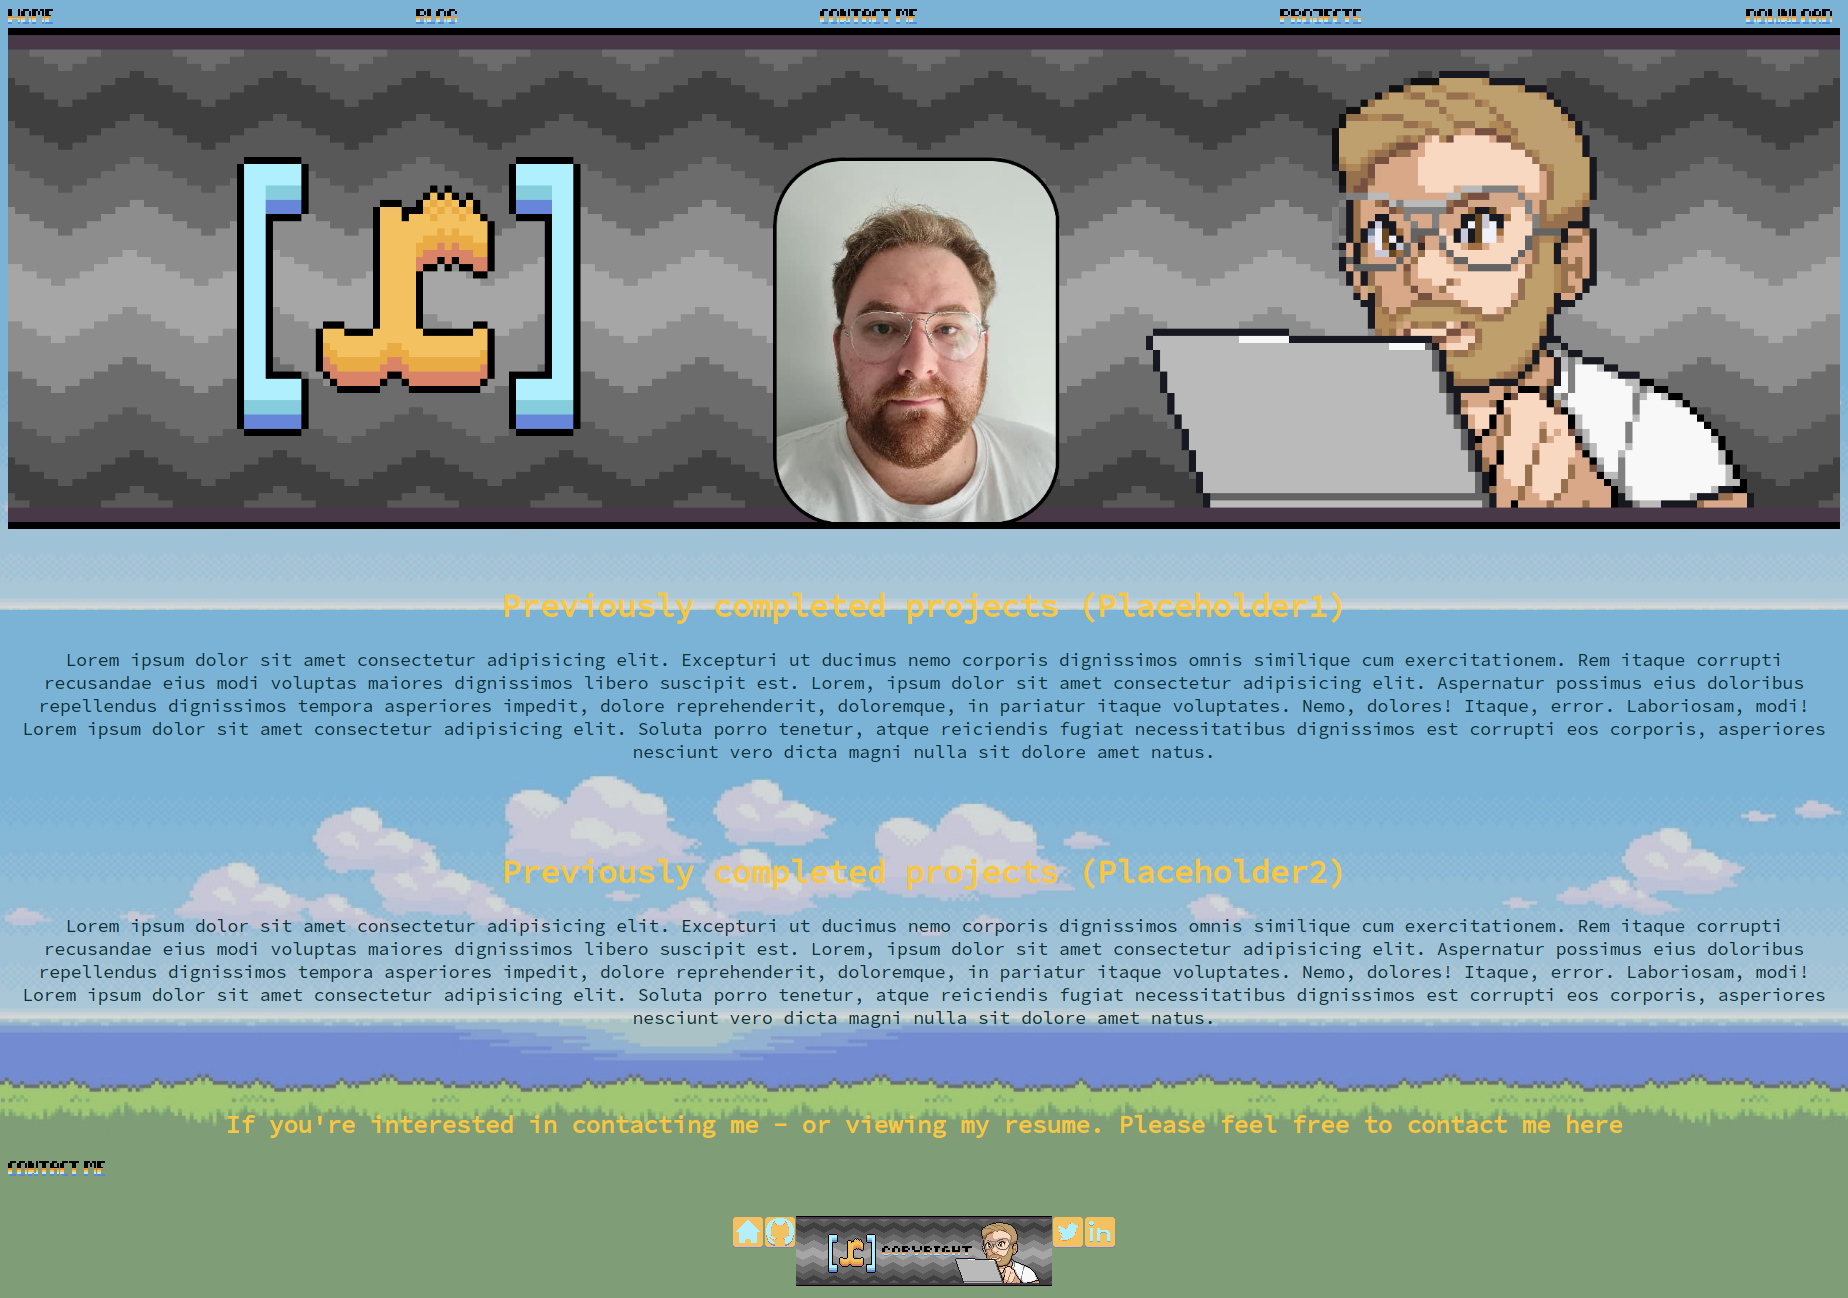 HOME
BLOG
CONTACT ME
PROJECTS
DOWNLOAD
[r]
Previously completed projects (Placeholder1)
Lorem ipsum dolor sit amet consectetur adipisicing elit. Excepturi ut ducimus nemo corporis dignissimos omnis similique cum exercitationem. Rem itaque corrupti
recusandae eius modi voluptas maiores dignissimos libero suscipit est. Lorem, ipsum dolor sit amet consectetur adipisicing elit. Aspernatur possimus eius doloribus
repellendus dignissimos tempora asperiores impedit, dolore reprehenderit, doloremque, in pariatur itaque voluptates. Nemo, dolores! Itaque, error. Laboriosam, modi!
Lorem ipsum dolor sit amet consectetur adipisicing elit. Soluta porro tenetur, atque reiciendis fugiat necessitatibus dignissimos est corrupti eos corporis, asperiores
nesciunt vero dicta magni nulla sit dolore amet natus.
Previously completed projects (Placeholder2)
Lorem ipsum dolor sit amet consectetur adipisicing elit. Excepturi ut ducimus nemo corporis dignissimos omnis similique cum exercitationem. Rem itaque corrupti
recusandae eius modi voluptas maiores dignissimos libero suscipit est. Lorem, ipsum dolor sit amet consectetur adipisicing elit. Aspernatur possimus eius doloribus
repellendus dignissimos tempora asperiores impedit, dolore reprehenderit, doloremque, in pariatur itaque voluptates. Nemo, dolores! Itaque, error. Laboriosam, modi!
Lorem ipsum dolor sit amet consectetur adipisicing elit. Soluta porro tenetur, atque reiciendis fugiat necessitatibus dignissimos est corrupti eos corporis, asperiores
nesciunt vero dicta magni nulla sit dolore amet natus.
If you're interested in contacting me - or viewing my resume. Please feel free to contact me here
CONTACT ME
[r] COPYRIGHT
in